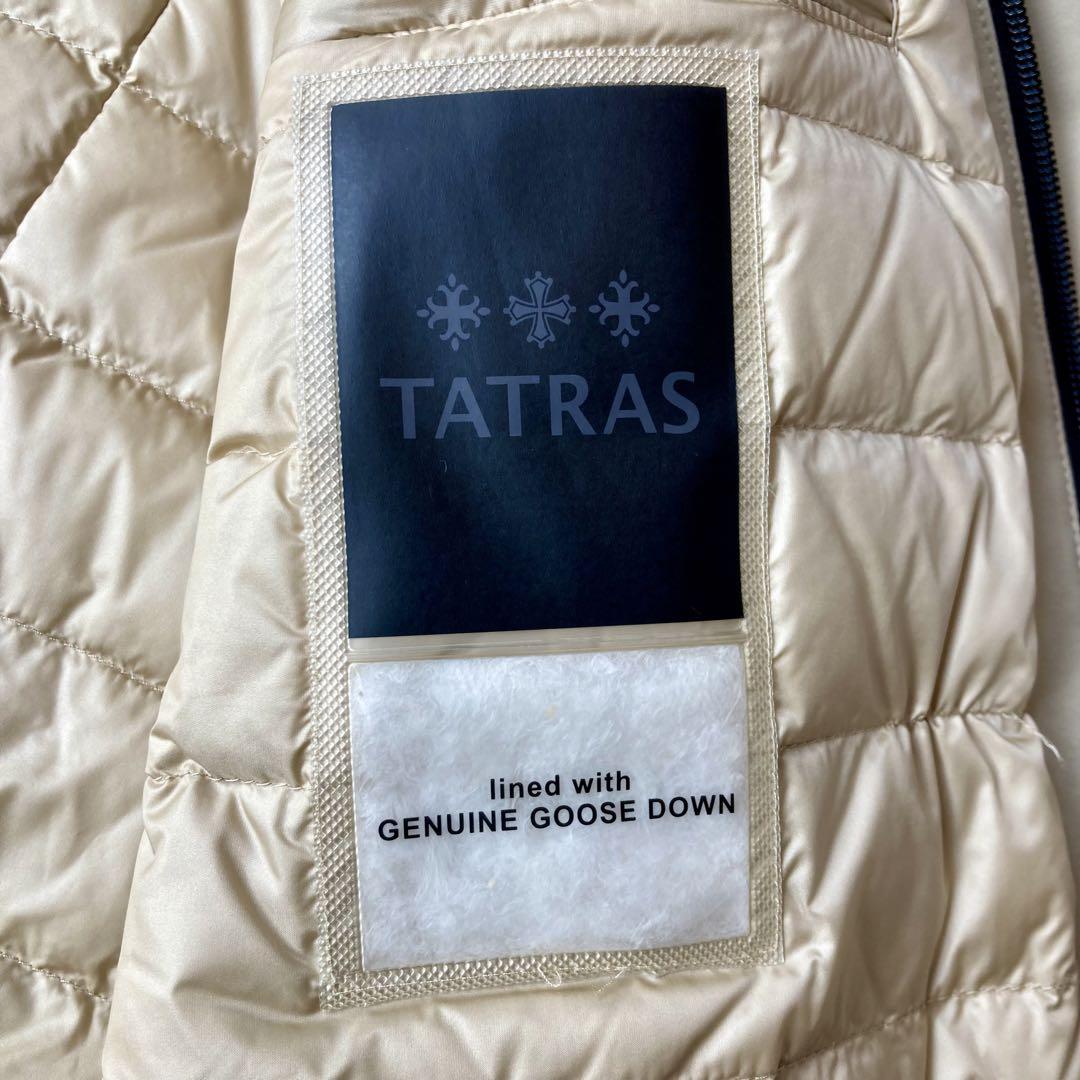 TATRAS
lined with
GENUINE GOOSE DOWN